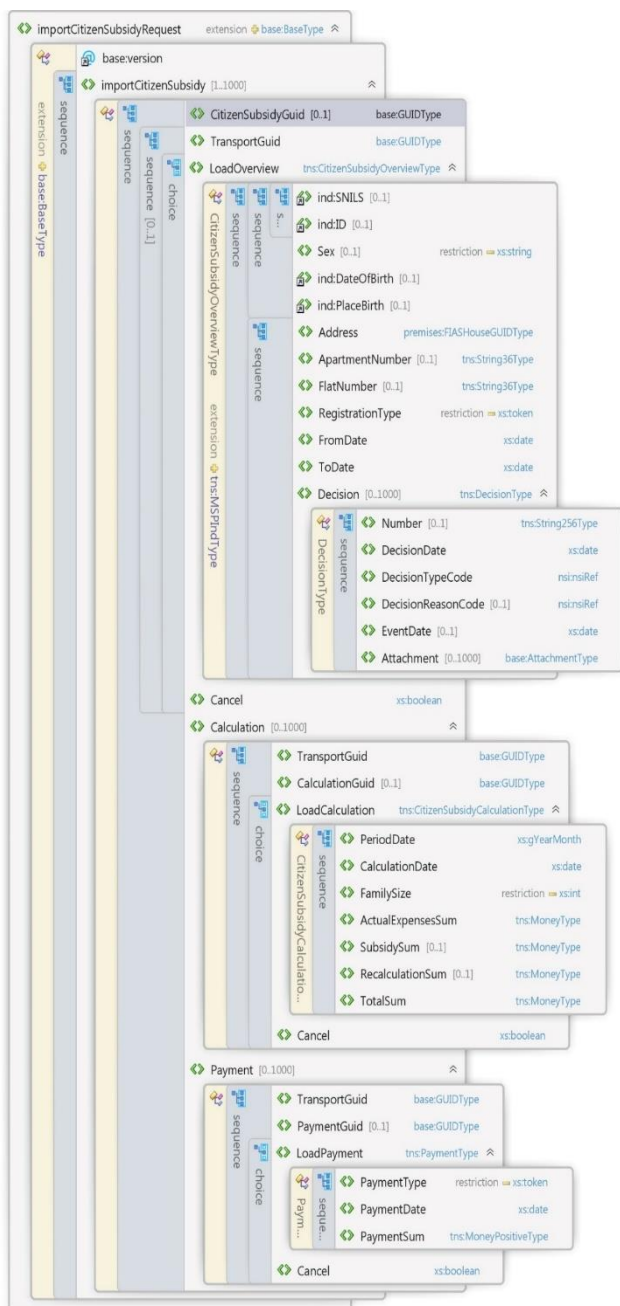 importCitizenSubsidyRequest extension base:BaseType
base:version
importCitizenSubsidy [1..1000]
extension base:BaseType
sequence
sequence
sequence [0..1]
choice
CitizenSubsidyGuid [0..1] base:GUIDType
TransportGuid base:GUIDType
LoadOverview tns:CitizenSubsidyOverviewType
CitizenSubsidyOverviewType extension tns:MSPIndType
sequence
sequence
s...
ind:SNILS [0..1]
ind:ID [0..1]
Sex [0..1] restriction xs:string
ind:DateOfBirth [0..1]
ind:PlaceBirth [0..1]
sequence
Address premises:FIASHouseGUIDType
ApartmentNumber [0..1] tns:String36Type
FlatNumber [0..1] tns:String36Type
RegistrationType restriction xs:token
FromDate xs:date
ToDate xs:date
Decision [0..1000] tns:DecisionType
DecisionType
sequence
Number [0..1] tns:String256Type
DecisionDate xs:date
DecisionTypeCode nsi:nsiRef
DecisionReasonCode [0..1] nsi:nsiRef
EventDate [0..1] xs:date
Attachment [0..1000] base:AttachmentType
Cancel xs:boolean
Calculation [0..1000]
sequence
choice
TransportGuid base:GUIDType
CalculationGuid [0..1] base:GUIDType
LoadCalculation tns:CitizenSubsidyCalculationType
CitizenSubsidyCalculatio...
sequence
PeriodDate xs:gYearMonth
CalculationDate xs:date
FamilySize restriction xs:int
ActualExpensesSum tns:MoneyType
SubsidySum [0..1] tns:MoneyType
RecalculationSum [0..1] tns:MoneyType
TotalSum tns:MoneyType
Cancel xs:boolean
Payment [0..1000]
sequence
choice
TransportGuid base:GUIDType
PaymentGuid [0..1] base:GUIDType
LoadPayment tns:PaymentType
Paym...
seque...
PaymentType restriction xs:token
PaymentDate xs:date
PaymentSum tns:MoneyPositiveType
Cancel xs:boolean